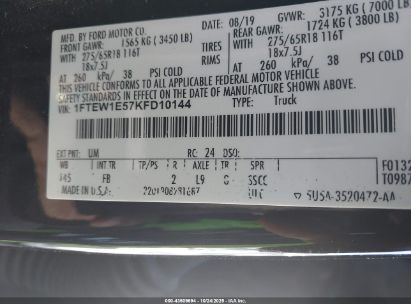 MFD. BY FORD MOTOR CO.
08/19 GVWR: 3175 KG (7000 LB
FRONT GAWR: 1565 KG (3450 LB) REAR GAWR: 1724 KG (3800 LB)
275/65R18 116T TIRES 275/65R18 116T
18x7.5J RIMS 18x7.5J
AT 260 kPa/ 38 PSI COLD AT 260 kPa/ 38 PSI COLD
THIS VEHICLE CONFORMS TO ALL APPLICABLE FEDERAL MOTOR VEHICLE
SAFETY STANDARDS IN EFFECT ON THE DATE OF MANUFACTURE SHOWN ABOVE.
VIN: 1FTEW1E57KFD10144
TYPE: Truck
EXT PNT: UM RC: 24 DSO:
WB INT TR TP/PS R AXLE TR SPR
145 FB 2 L9 G SSCC
F0132
T0987
MADE IN U.S.A.
5U5A-3520472-AA